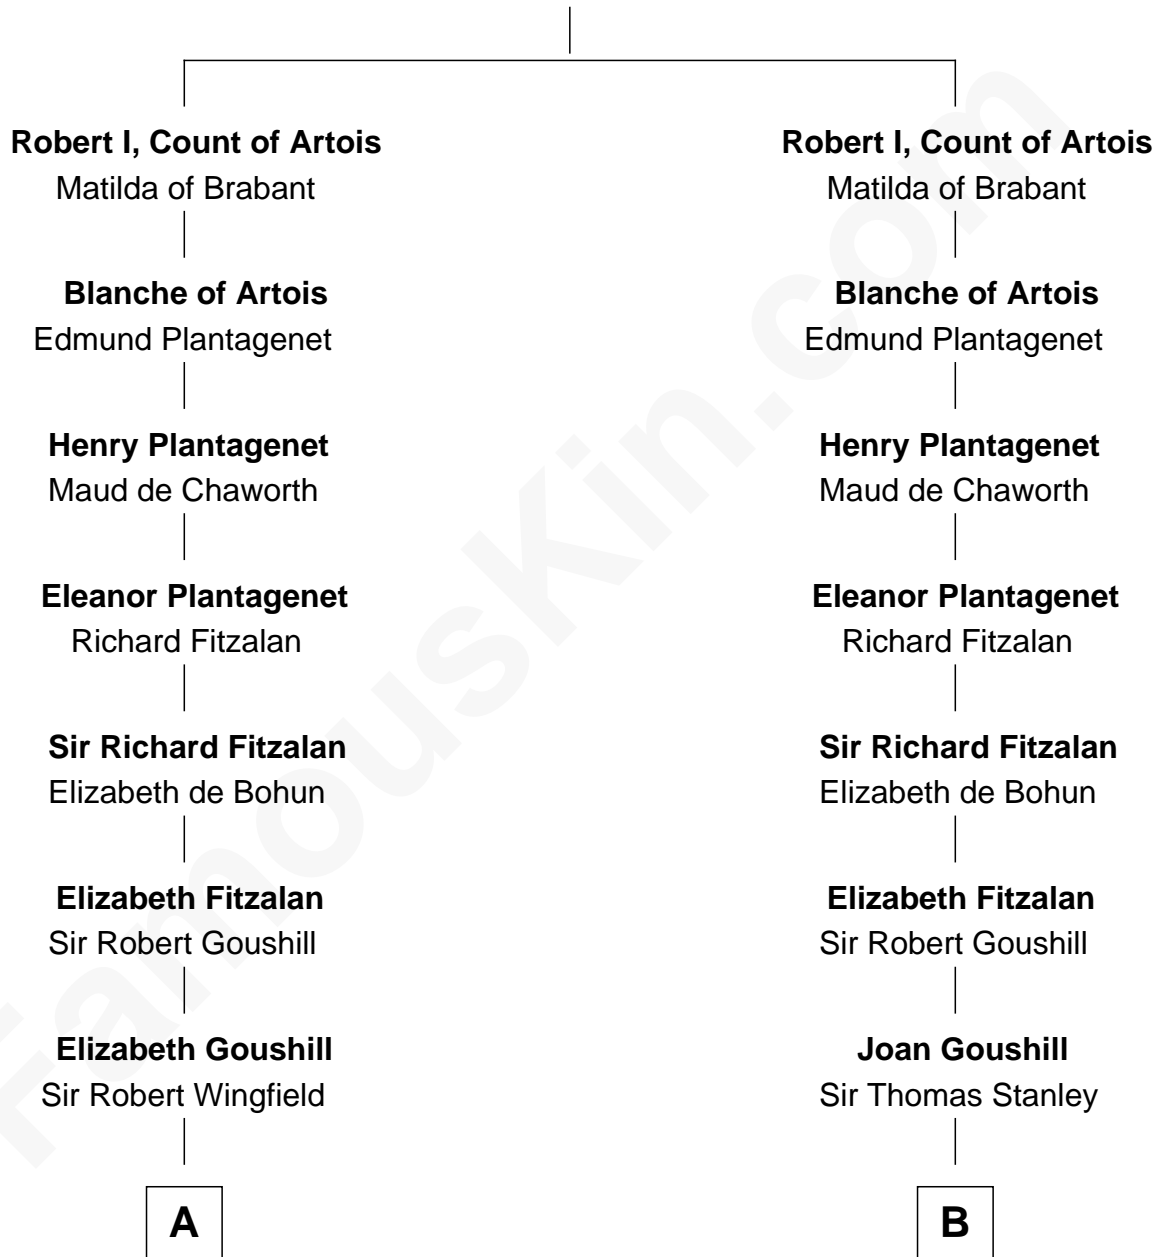 Robert I, Count of Artois
Matilda of Brabant
Blanche of Artois
Edmund Plantagenet
Henry Plantagenet
Maud de Chaworth
Eleanor Plantagenet
Richard Fitzalan
Sir Richard Fitzalan
Elizabeth de Bohun
Elizabeth Fitzalan
Sir Robert Goushill
Elizabeth Goushill
Sir Robert Wingfield
A
Robert I, Count of Artois
Matilda of Brabant
Blanche of Artois
Edmund Plantagenet
Henry Plantagenet
Maud de Chaworth
Eleanor Plantagenet
Richard Fitzalan
Sir Richard Fitzalan
Elizabeth de Bohun
Elizabeth Fitzalan
Sir Robert Goushill
Joan Goushill
Sir Thomas Stanley
B
FamousKin.com